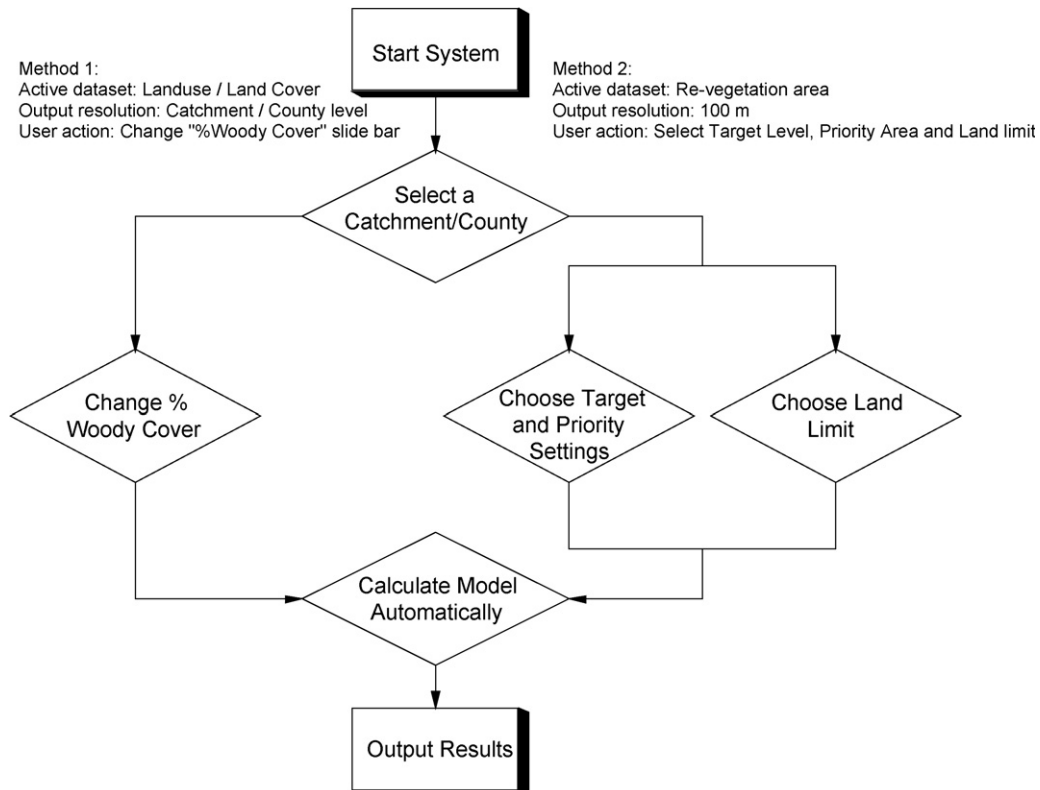 Start System
Method 1:
Active dataset: Landuse / Land Cover
Output resolution: Catchment / County level
User action: Change "%Woody Cover" slide bar
Method 2:
Active dataset: Re-vegetation area
Output resolution: 100 m
User action: Select Target Level, Priority Area and Land limit
Select a
Catchment/County
Change %
Woody Cover
Choose Target
and Priority
Settings
Choose Land
Limit
Calculate Model
Automatically
Output Results